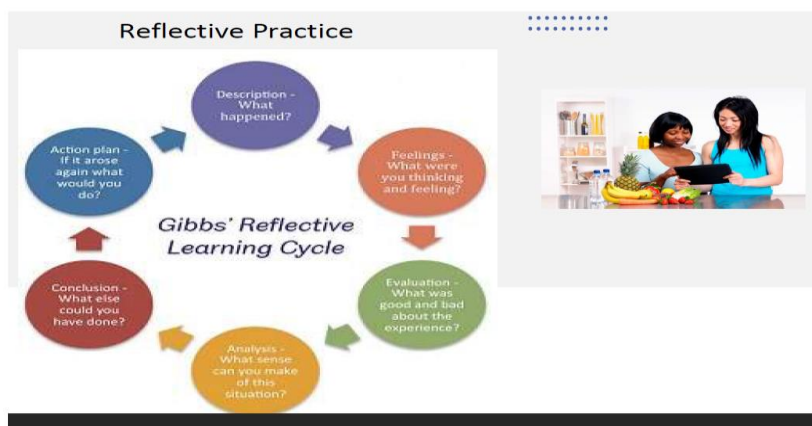 Reflective Practice
Description -
What
happened?
Feelings -
What were
you thinking
and feeling?
Evaluation -
What was
good and bad
about the
experience?
Analysis -
What sense
can you make
of this
situation?
Conclusion -
What else
could you
have done?
Action plan -
If it arose
again what
would you
do?
Gibbs' Reflective
Learning Cycle